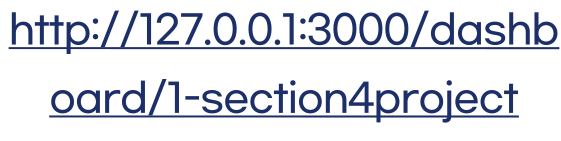 http://127.0.0.1:3000/dashb
oard/1-section4project